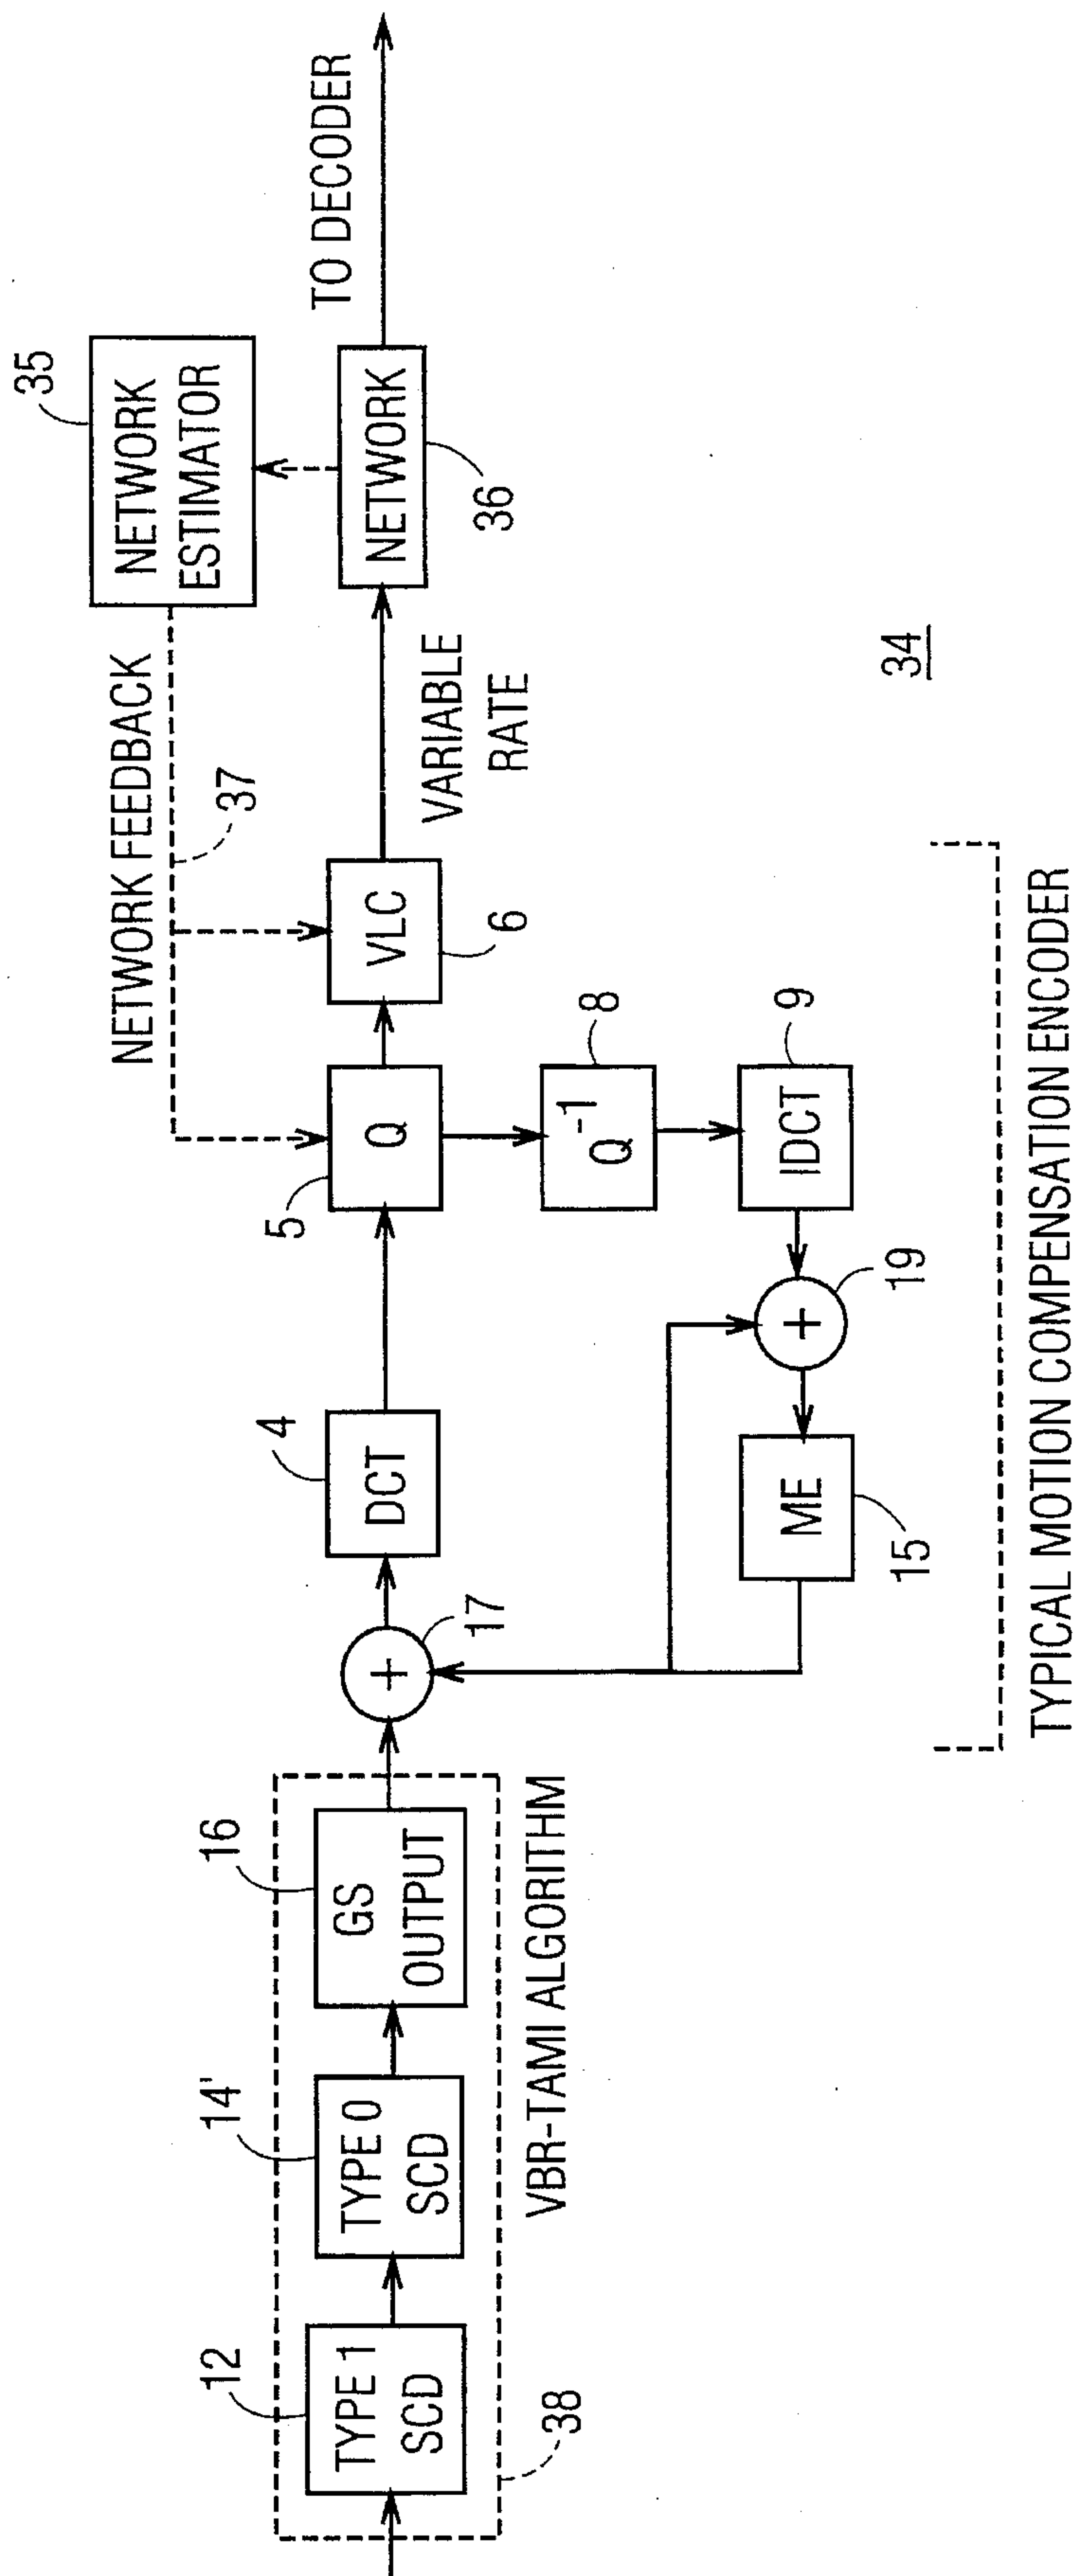 12
TYPE 1
SCD
14'
TYPE 0
SCD
16
GS
OUTPUT
38
VBR-TAMI ALGORITHM
+
17
4
DCT
5
Q
6
VLC
NETWORK FEEDBACK
37
VARIABLE
RATE
35
NETWORK
ESTIMATOR
NETWORK
36
TO DECODER
8
Q-1
9
IDCT
+
19
ME
15
34
TYPICAL MOTION COMPENSATION ENCODER